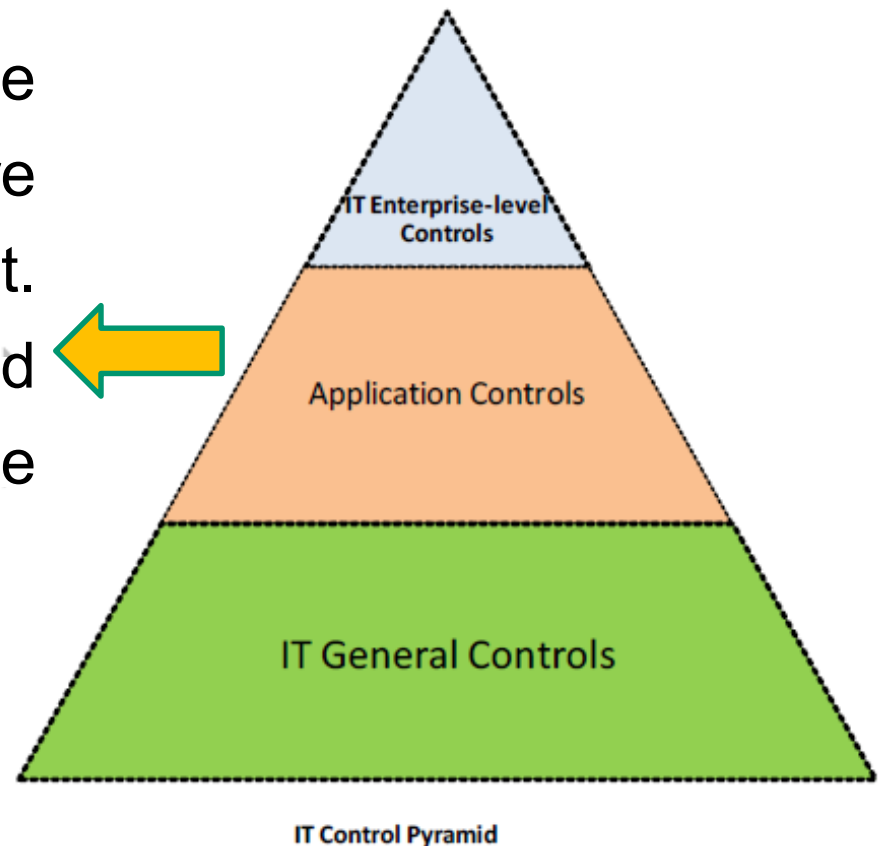 e
e
t.
d
e
IT Enterprise-level
Controls
Application Controls
IT General Controls
IT Control Pyramid